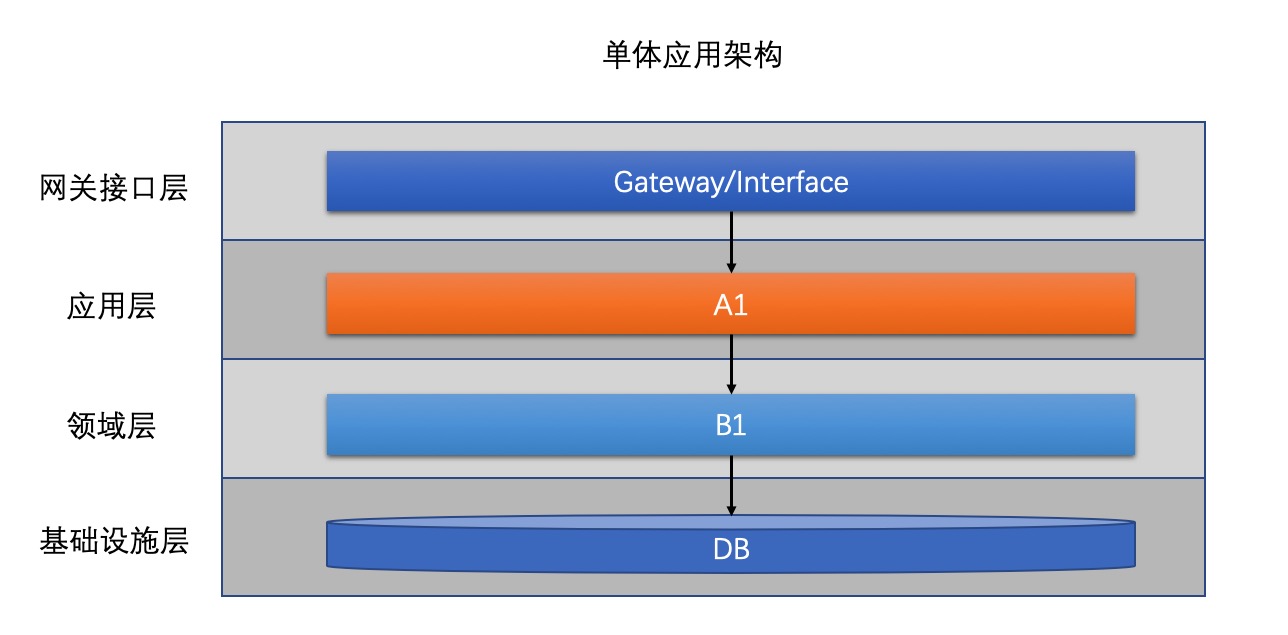 单体应用架构
网关接口层
Gateway/Interface
应用层
A1
领域层
B1
基础设施层
DB